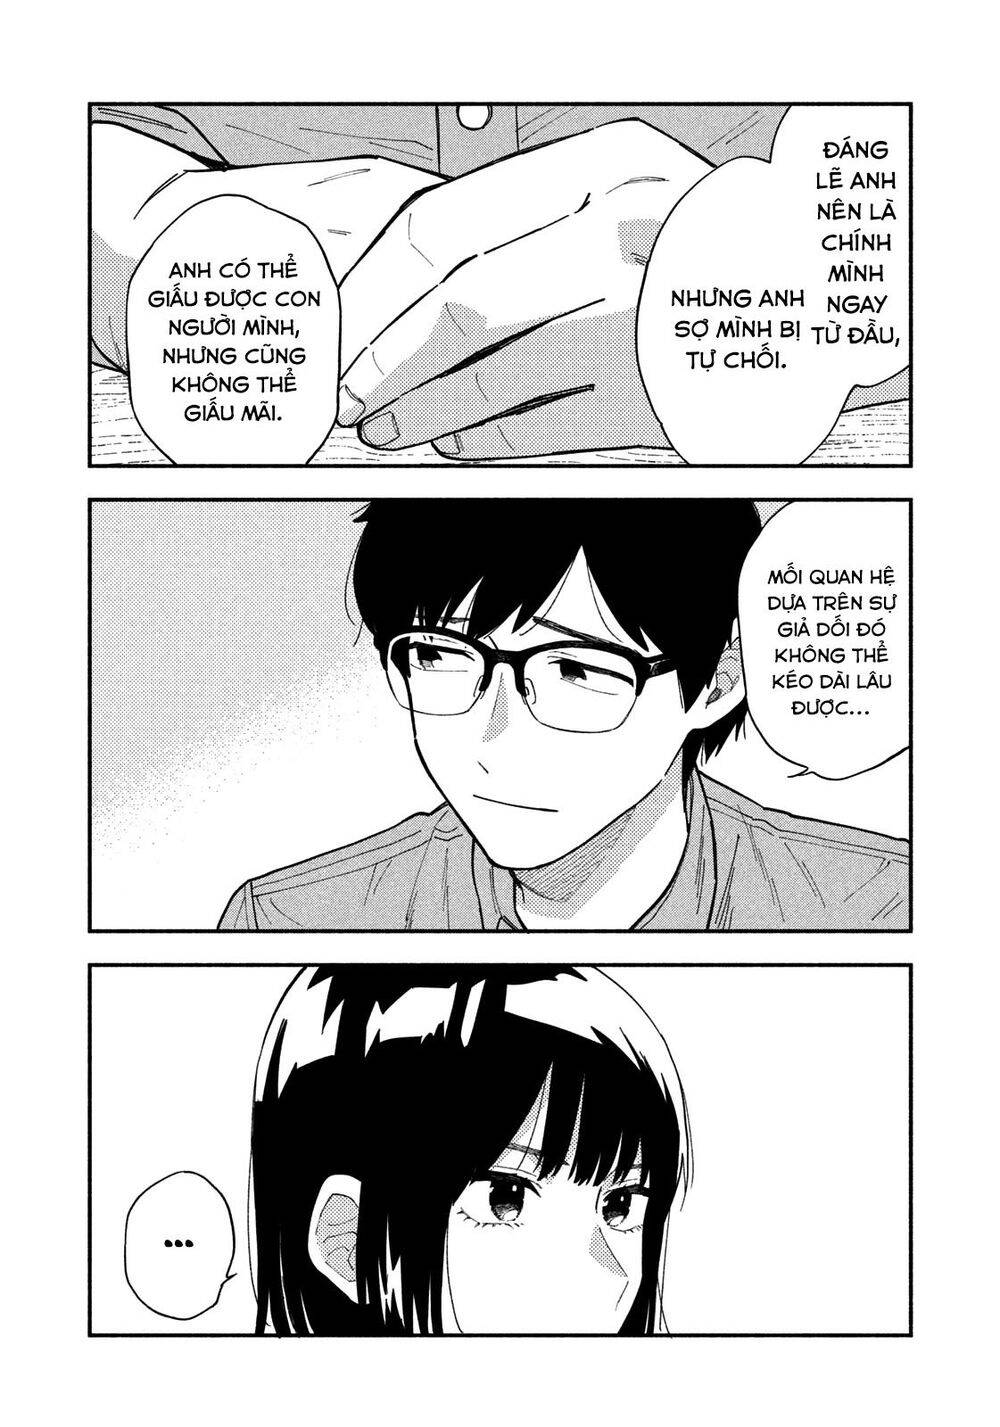 ĐÁNG
LẼ ANH
NÊN LÀ
CHÍNH
MÌNH
NGAY
TỪ ĐẦU,
NHƯNG ANH
SỢ MÌNH BỊ
TỰ CHỐI.
ANH CÓ THỂ
GIẤU ĐƯỢC CON
NGƯỜI MÌNH,
NHƯNG CŨNG
KHÔNG THỂ
GIẤU MÃI.
MỐI QUAN HỆ
DỰA TRÊN SỰ
GIẢ DỐI ĐÓ
KHÔNG THỂ
KÉO DÀI LÂU
ĐƯỢC...
...